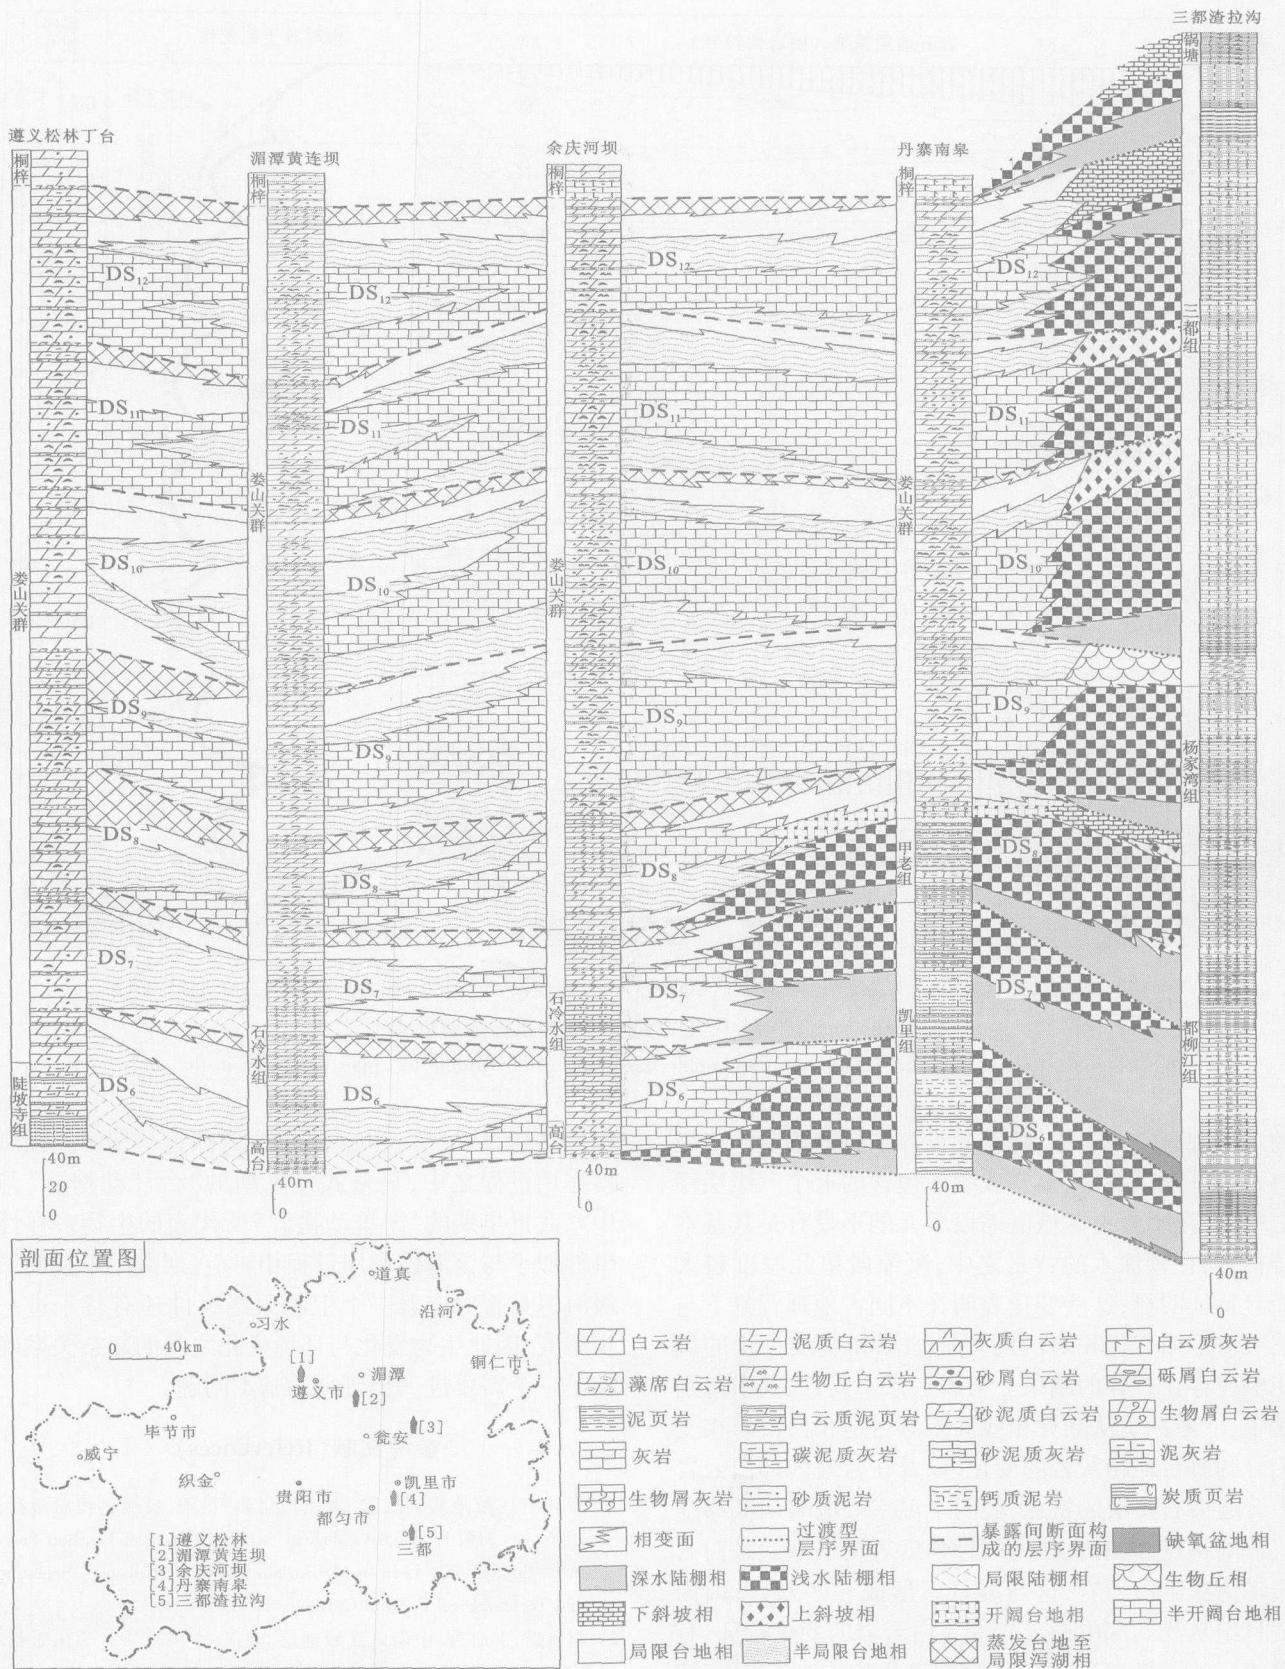 三都渣拉沟
锅塘
遵义松林丁台
湄潭黄连坝
余庆河坝
丹寨南皋
桐梓
桐梓
桐梓
桐梓
DS12
DS12
DS12
DS12
三都组
DS11
DS11
DS11
DS11
娄山关群
娄山关群
娄山关群
娄山关群
DS10
DS10
DS10
DS10
DS9
DS9
DS9
DS9
杨家湾组
DS8
DS8
DS8
DS8
甲老组
DS7
DS7
DS7
DS7
石冷水组
石冷水组
凯里组
都柳江组
DS6
DS6
DS6
DS6
陡坡寺组
高台
高台
40m
20
0
40m
0
40m
0
40m
0
40m
0
剖面位置图
道真
沿河
习水
0 40km
铜仁市
[1]
遵义市
湄潭
[2]
[3]
毕节市
瓮安
威宁
织金
贵阳市
凯里市
[4]
都匀市
[5]
三都
[1]遵义松林
[2]湄潭黄连坝
[3]余庆河坝
[4]丹寨南皋
[5]三都渣拉沟
白云岩 泥质白云岩 灰质白云岩 白云质灰岩
藻席白云岩 生物丘白云岩 砂屑白云岩 砾屑白云岩
泥页岩 白云质泥页岩 砂泥质白云岩 生物屑白云岩
灰岩 碳泥质灰岩 砂泥质灰岩 泥灰岩
生物屑灰岩 砂质泥岩 钙质泥岩 炭质页岩
相变面 过渡型层序界面 暴露间断面构成的层序界面 缺氧盆地相
深水陆棚相 浅水陆棚相 局限陆棚相 生物丘相
下斜坡相 上斜坡相 开阔台地相 半开阔台地相
局限台地相 半局限台地相 蒸发台地至局限泻湖相